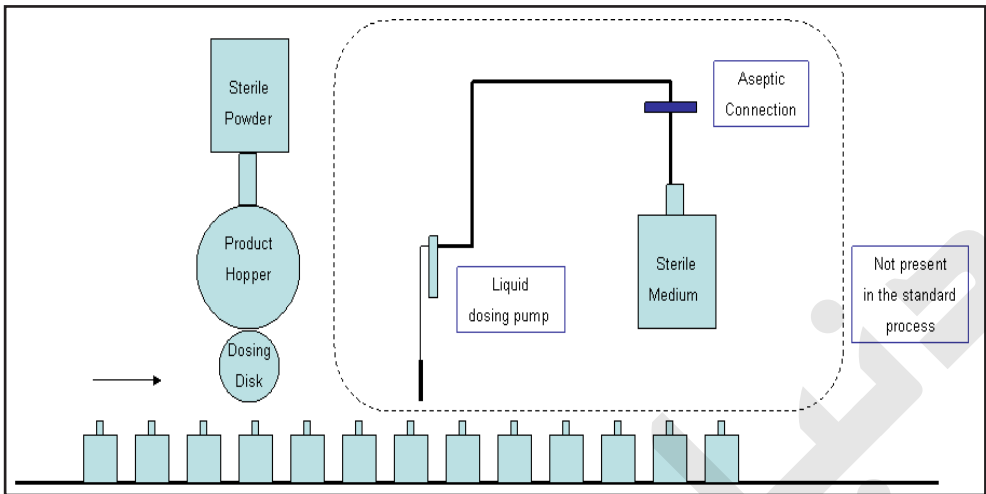 Sterile
Powder
Product
Hopper
Dosing
Disk
Liquid
dosing pump
Aseptic
Connection
Sterile
Medium
Not present
in the standard
process